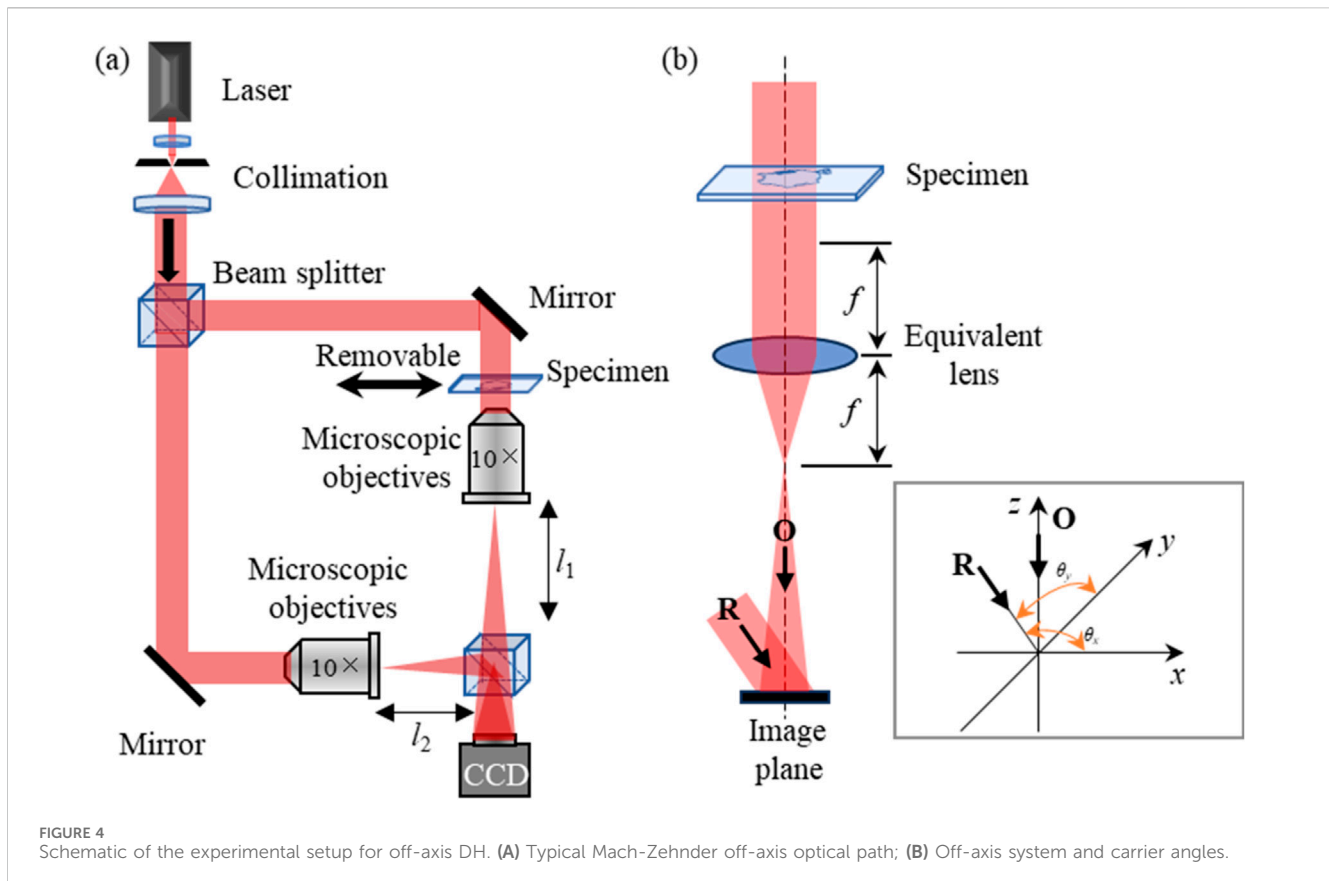 (a)
Laser
Collimation
Beam splitter
Mirror
Removable
Specimen
Microscopic
objectives
10×
l1
Microscopic
objectives
10×
l2
Mirror
CCD
(b)
Specimen
f
Equivalent
lens
f
O
R
Image
plane
z
O
y
R
θy
θx
x
FIGURE 4
Schematic of the experimental setup for off-axis DH. (A) Typical Mach-Zehnder off-axis optical path; (B) Off-axis system and carrier angles.